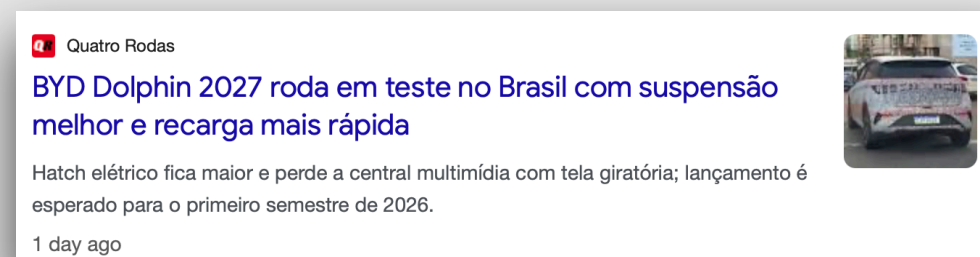 QR Quatro Rodas
BYD Dolphin 2027 roda em teste no Brasil com suspensão
melhor e recarga mais rápida
Hatch elétrico fica maior e perde a central multimídia com tela giratória; lançamento é
esperado para o primeiro semestre de 2026.
1 day ago